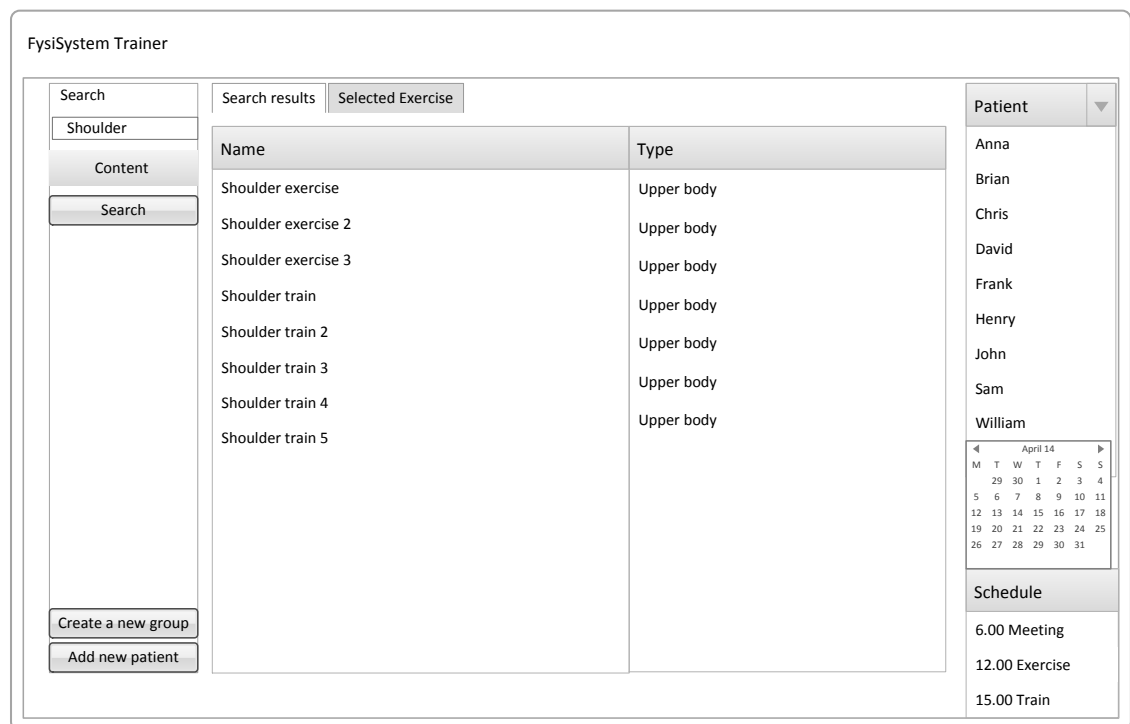 FysiSystem Trainer
Search
Shoulder
Content
Search
Create a new group
Add new patient
Search results Selected Exercise
Name Type
Shoulder exercise Upper body
Shoulder exercise 2 Upper body
Shoulder exercise 3 Upper body
Shoulder train Upper body
Shoulder train 2 Upper body
Shoulder train 3 Upper body
Shoulder train 4 Upper body
Shoulder train 5
Patient
Anna
Brian
Chris
David
Frank
Henry
John
Sam
William
April 14
M T W T F S S
29 30 1 2 3 4
5 6 7 8 9 10 11
12 13 14 15 16 17 18
19 20 21 22 23 24 25
26 27 28 29 30 31
Schedule
6.00 Meeting
12.00 Exercise
15.00 Train